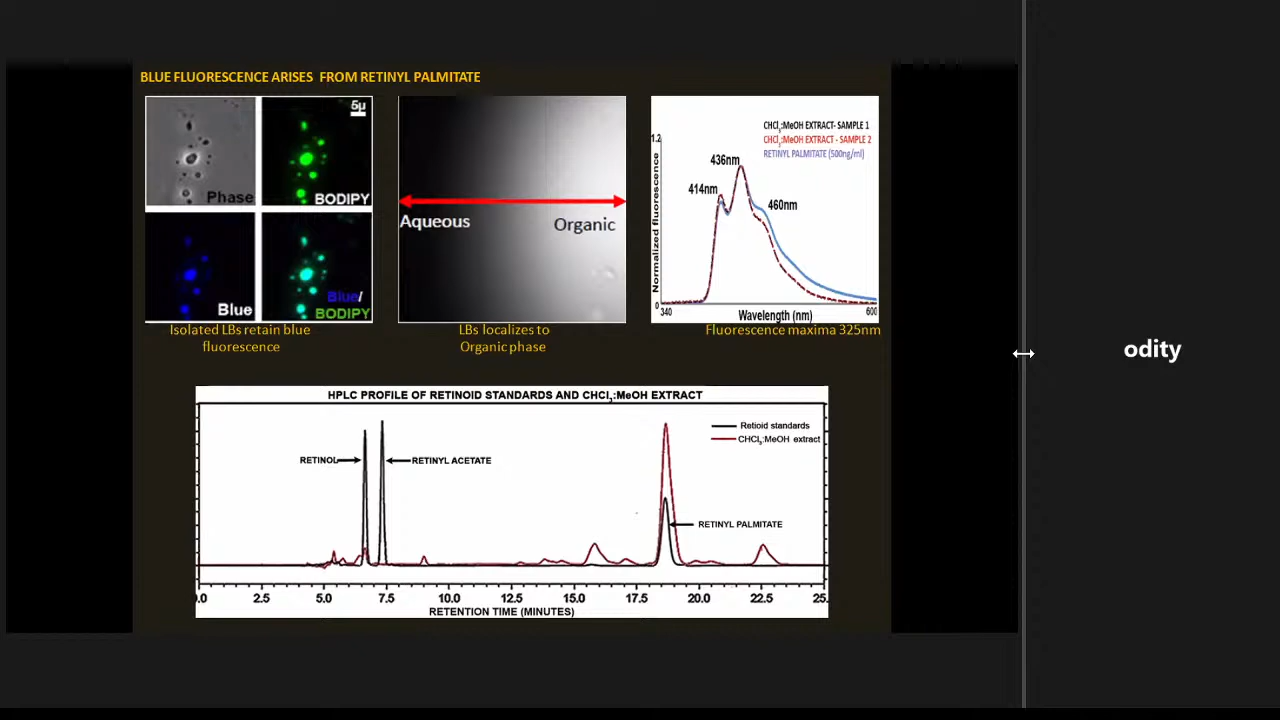 BLUE FLUORESCENCE ARISES FROM RETINYL PALMITATE
5µ
Phase
BODIPY
Blue
Blue/
BODIPY
Isolated LBs retain blue
fluorescence
Aqueous
Organic
LBs localizes to
Organic phase
CHCl3:MeOH EXTRACT- SAMPLE 1
CHCl3:MeOH EXTRACT - SAMPLE 2
RETINYL PALMITATE (500ng/ml)
1.2
436nm
414nm
460nm
Normalized fluorescence
0
340
600
Wavelength (nm)
Fluorescence maxima 325nm
odity
HPLC PROFILE OF RETINOID STANDARDS AND CHCl3:MeOH EXTRACT
Retioid standards
CHCl3:MeOH extract
RETINOL
RETINYL ACETATE
RETINYL PALMITATE
.0 2.5 5.0 7.5 10.0 12.5 15.0 17.5 20.0 22.5 25.
RETENTION TIME (MINUTES)